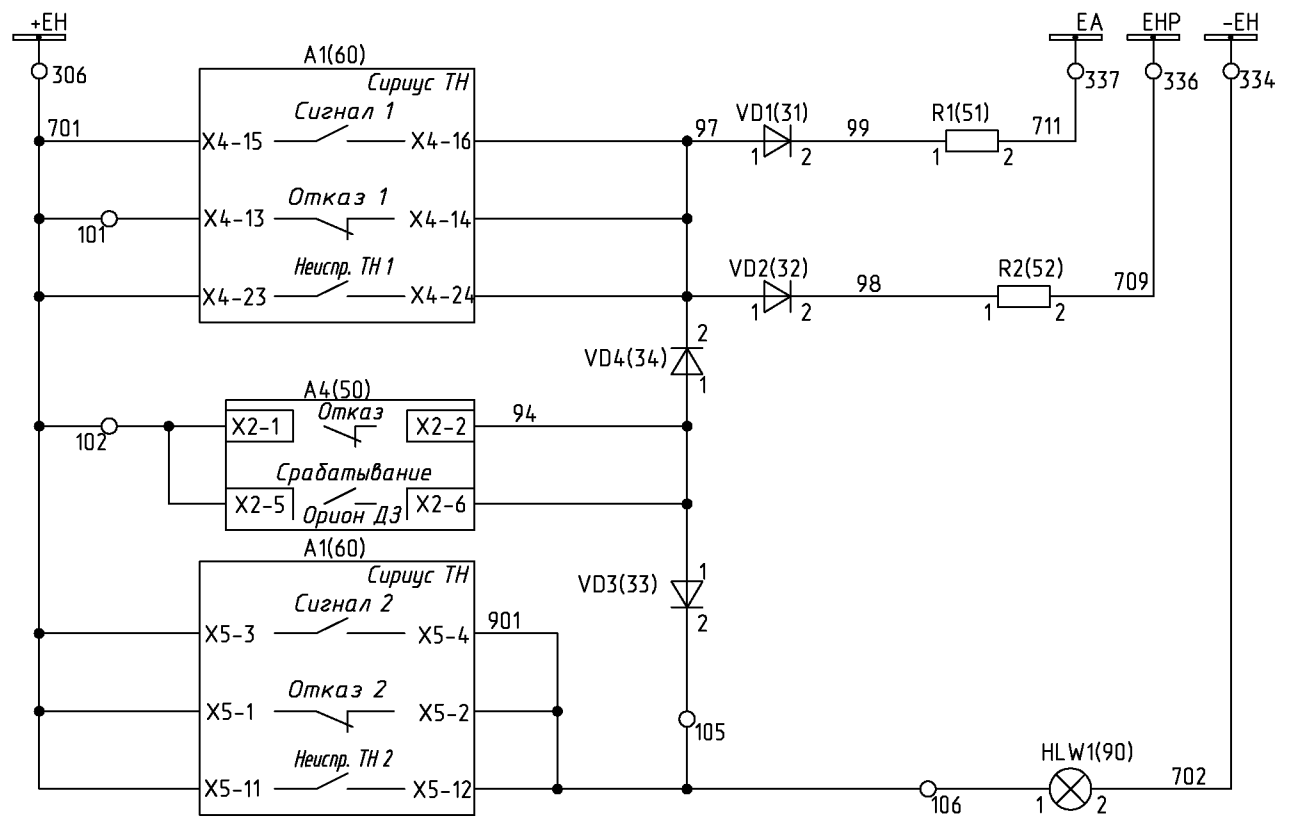 +EH
EA
EHP
-EH
306
337
336
334
A1(60)
Сириус ТН
701
X4-15
Сигнал 1
X4-16
97
VD1(31)
1
2
99
R1(51)
1
2
711
101
X4-13
Отказ 1
X4-14
X4-23
Неиспр. ТН 1
X4-24
VD2(32)
1
2
98
R2(52)
1
2
709
2
VD4(34)
1
A4(50)
102
X2-1
Отказ
X2-2
94
Срабатывание
X2-5
X2-6
Орион ДЗ
A1(60)
Сириус ТН
1
VD3(33)
2
X5-3
Сигнал 2
X5-4
901
X5-1
Отказ 2
X5-2
105
X5-11
Неиспр. ТН 2
X5-12
106
HLW1(90)
1
2
702